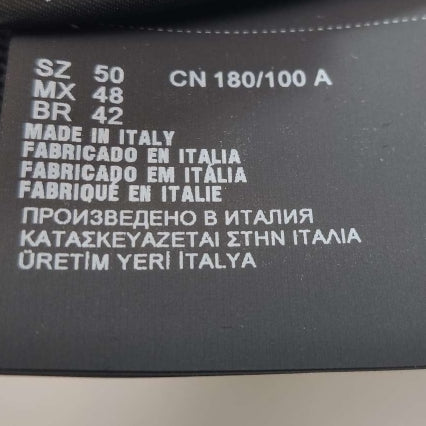 SZ 50 CN 180/100 A
MX 48
BR 42
MADE IN ITALY
FABRICADO EN ITALIA
FABRICADO EM ITÁLIA
FABRIQUÉ EN ITALIE
ПРОИЗВЕДЕНО В ИТАЛИЯ
ΚΑΤΑΣΚΕΥΑΖΕΤΑΙ ΣΤΗΝ ΙΤΑΛΙΑ
ÜRETİM YERİ İTALYA